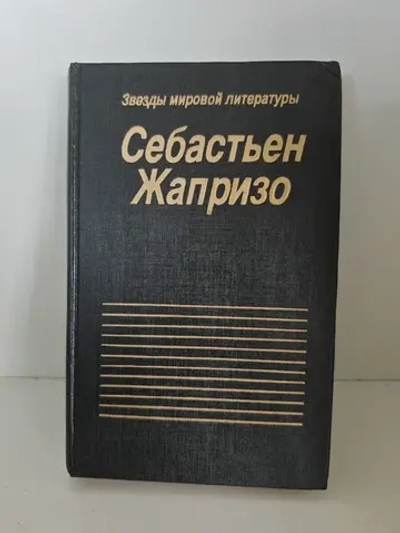 Звезды мировой литературы
Себастьен
Жапризо